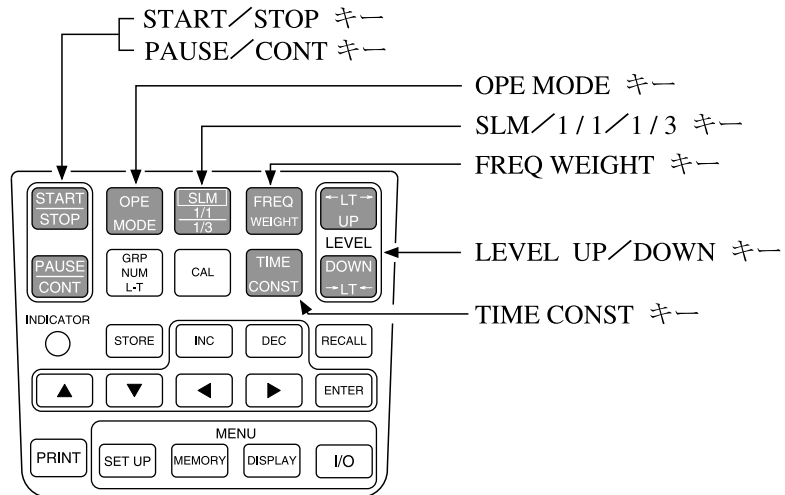 START／STOP キー
PAUSE／CONT キー
OPE MODE キー
SLM／1 / 1／1 / 3 キー
FREQ WEIGHT キー
LEVEL UP／DOWN キー
TIME CONST キー
START
STOP
OPE
MODE
SLM
1/1
1/3
FREQ
WEIGHT
←LT→
UP
LEVEL
PAUSE
CONT
GRP
NUM
L-T
CAL
TIME
CONST
DOWN
→LT←
INDICATOR
STORE
INC
DEC
RECALL
▲
▼
◀
▶
ENTER
MENU
PRINT
SET UP
MEMORY
DISPLAY
I/O